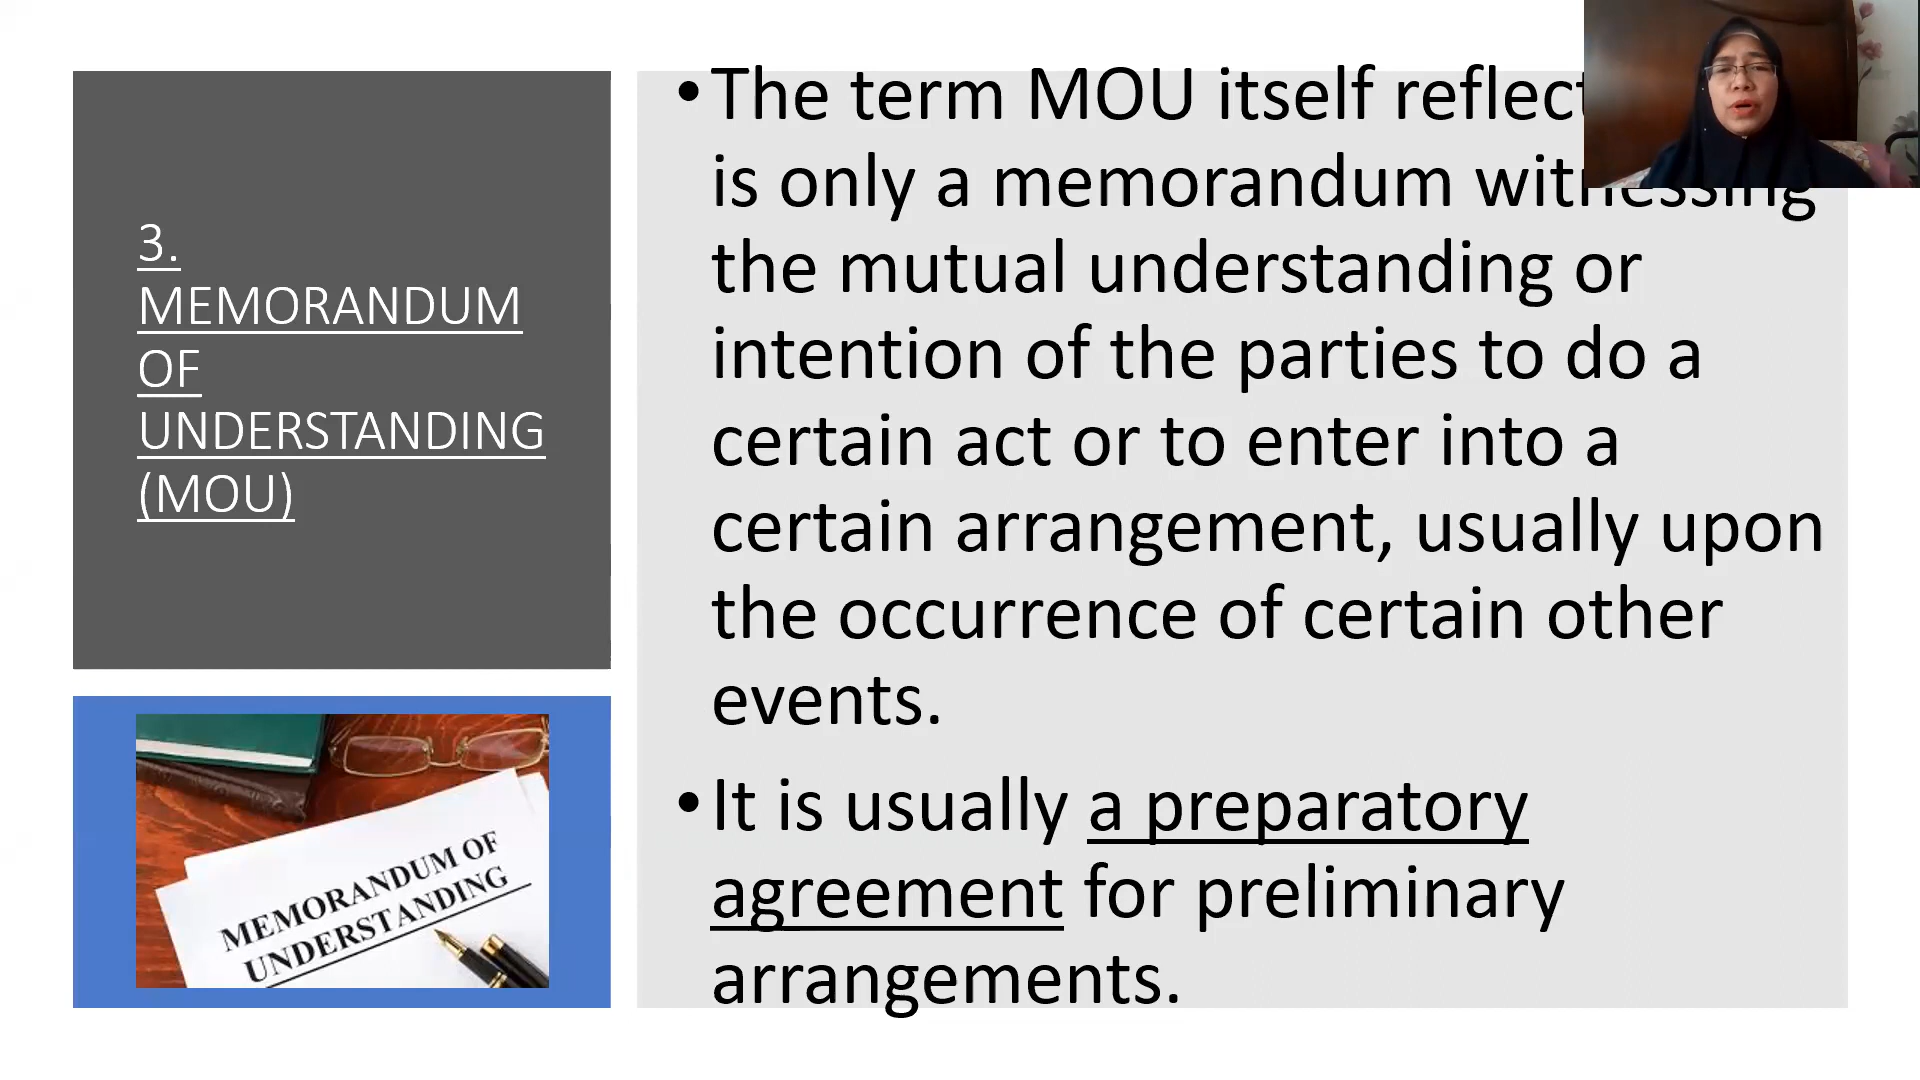 3.
MEMORANDUM
OF
UNDERSTANDING
(MOU)
•The term MOU itself
is only a memorandum witnessing
the mutual understanding or
intention of the parties to do a
certain act or to enter into a
certain arrangement, usually upon
the occurrence of certain other
events.
•It is usually a preparatory
agreement for preliminary
arrangements.
MEMORANDUM OF
UNDERSTANDING